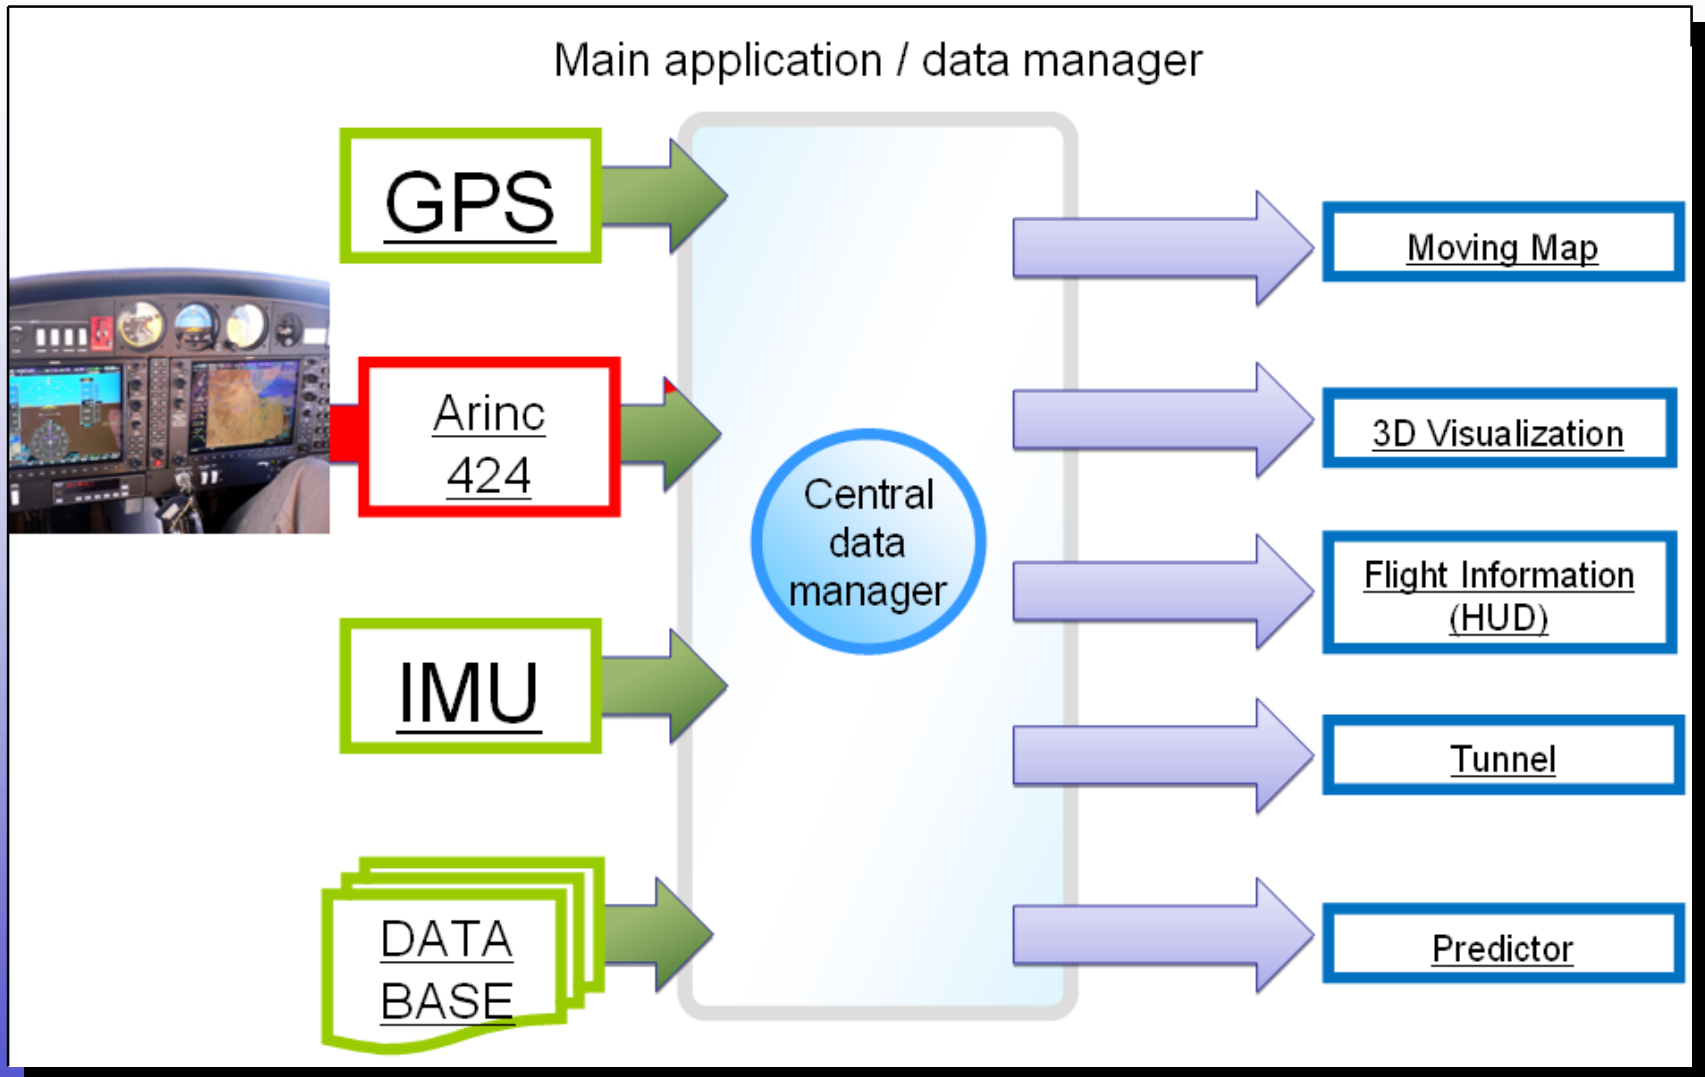 Main application / data manager
GPS
Arinc
424
IMU
DATA
BASE
Central
data
manager
Moving Map
3D Visualization
Flight Information
(HUD)
Tunnel
Predictor